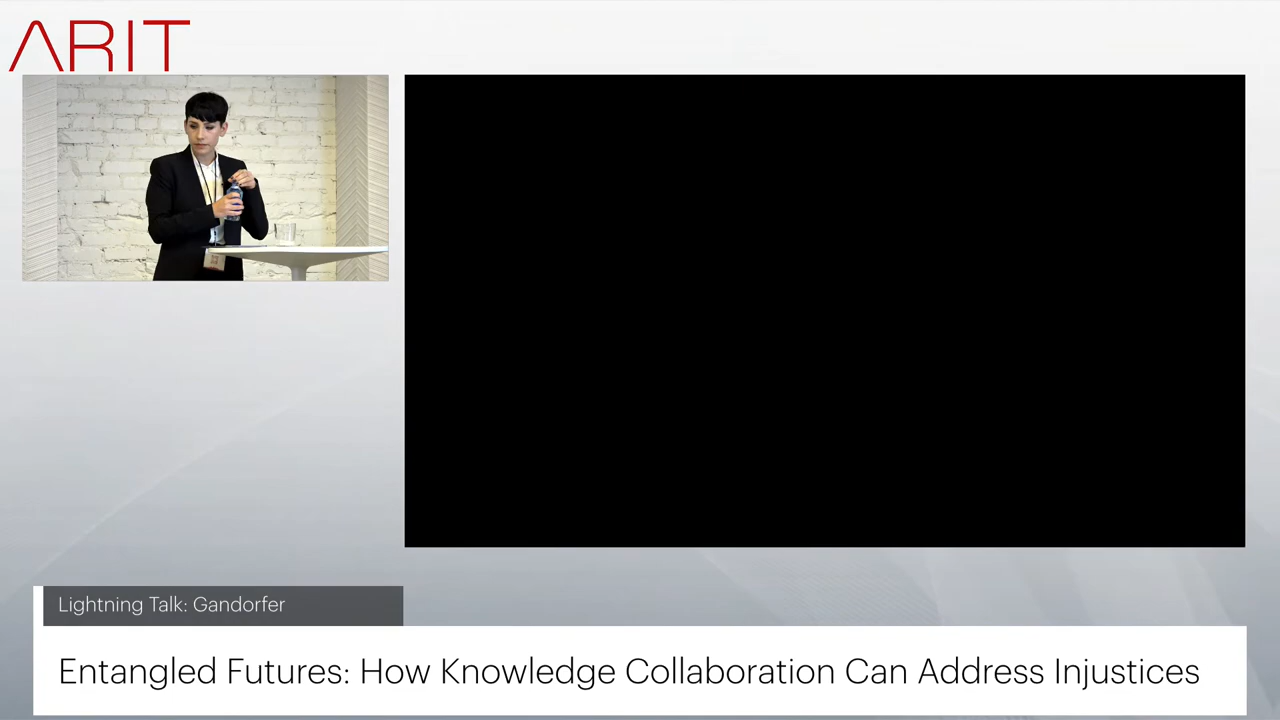 ARIT
Lightning Talk: Gandorfer
Entangled Futures: How Knowledge Collaboration Can Address Injustices